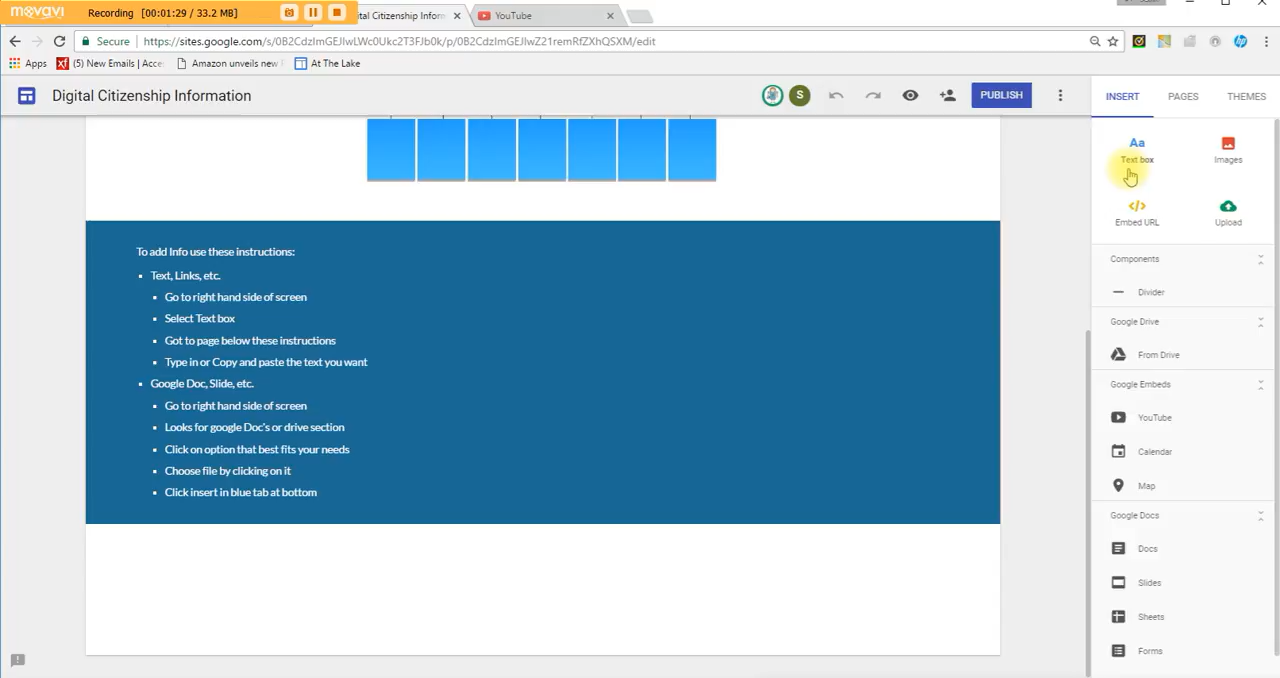 movavi Recording [00:01:29 / 33.2 MB]
igital Citizenship Inforn
YouTube
Secure
https://sites.google.com/s/0B2CdzImGEJIwLWc0Ukc2T3FJb0k/p/0B2CdzImGEJIwZ21remRfZXhQSXM/edit
Apps
(5) New Emails | Acce
Amazon unveils new
At The Lake
Digital Citizenship Information
S
PUBLISH
INSERT
PAGES
THEMES
Aa
Text box
Images
Embed URL
Upload
Components
Divider
Google Drive
From Drive
Google Embeds
YouTube
Calendar
Map
Google Docs
Docs
Slides
Sheets
Forms
To add Info use these instructions:
Text, Links, etc.
Go to right hand side of screen
Select Text box
Got to page below these instructions
Type in or Copy and paste the text you want
Google Doc, Slide, etc.
Go to right hand side of screen
Looks for google Doc's or drive section
Click on option that best fits your needs
Choose file by clicking on it
Click insert in blue tab at bottom